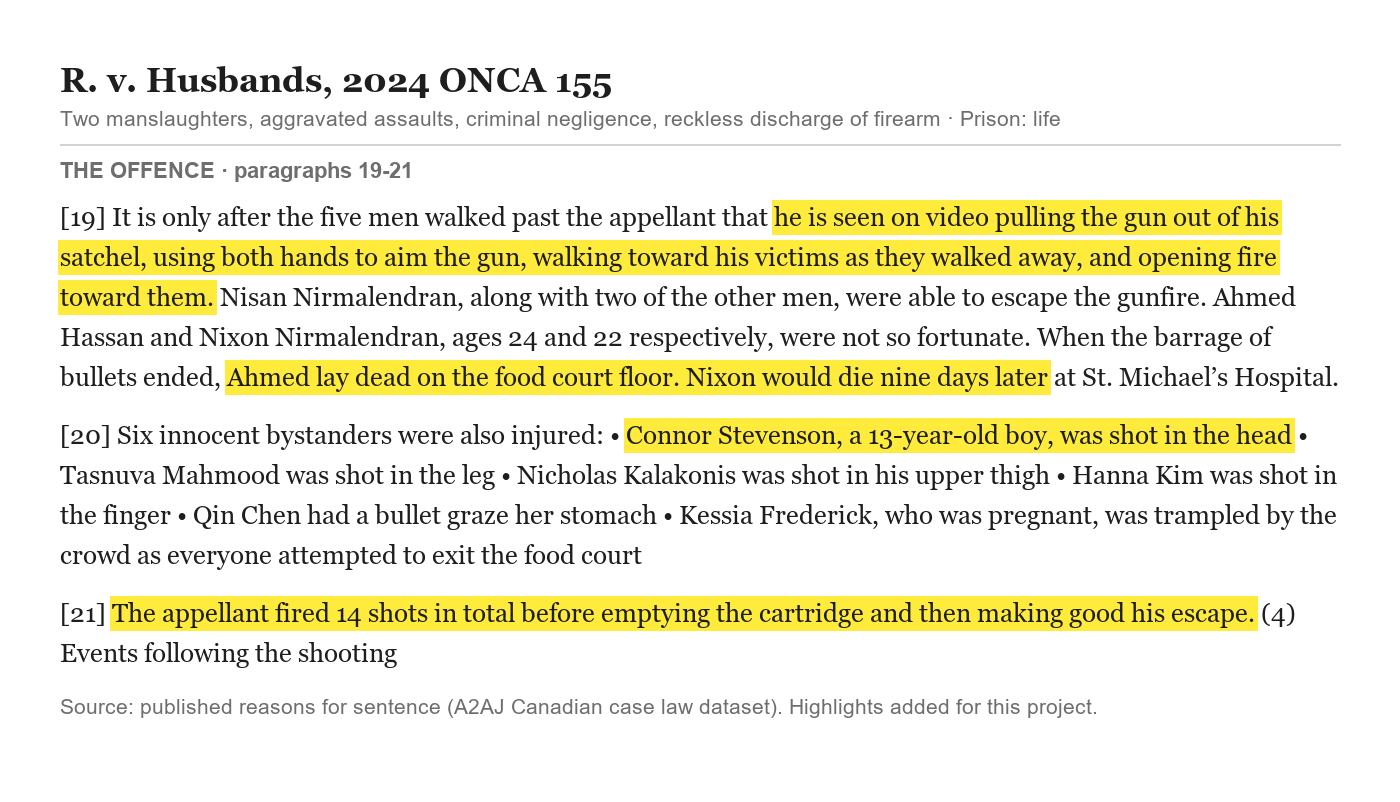 R. v. Husbands, 2024 ONCA 155
Two manslaughters, aggravated assaults, criminal negligence, reckless discharge of firearm · Prison: life
THE OFFENCE · paragraphs 19-21
[19] It is only after the five men walked past the appellant that he is seen on video pulling the gun out of his
satchel, using both hands to aim the gun, walking toward his victims as they walked away, and opening fire
toward them. Nisan Nirmalendran, along with two of the other men, were able to escape the gunfire. Ahmed
Hassan and Nixon Nirmalendran, ages 24 and 22 respectively, were not so fortunate. When the barrage of
bullets ended, Ahmed lay dead on the food court floor. Nixon would die nine days later at St. Michael’s Hospital.
[20] Six innocent bystanders were also injured: • Connor Stevenson, a 13-year-old boy, was shot in the head •
Tasnuva Mahmood was shot in the leg • Nicholas Kalakonis was shot in his upper thigh • Hanna Kim was shot in
the finger • Qin Chen had a bullet graze her stomach • Kessia Frederick, who was pregnant, was trampled by the
crowd as everyone attempted to exit the food court
[21] The appellant fired 14 shots in total before emptying the cartridge and then making good his escape. (4)
Events following the shooting
Source: published reasons for sentence (A2AJ Canadian case law dataset). Highlights added for this project.